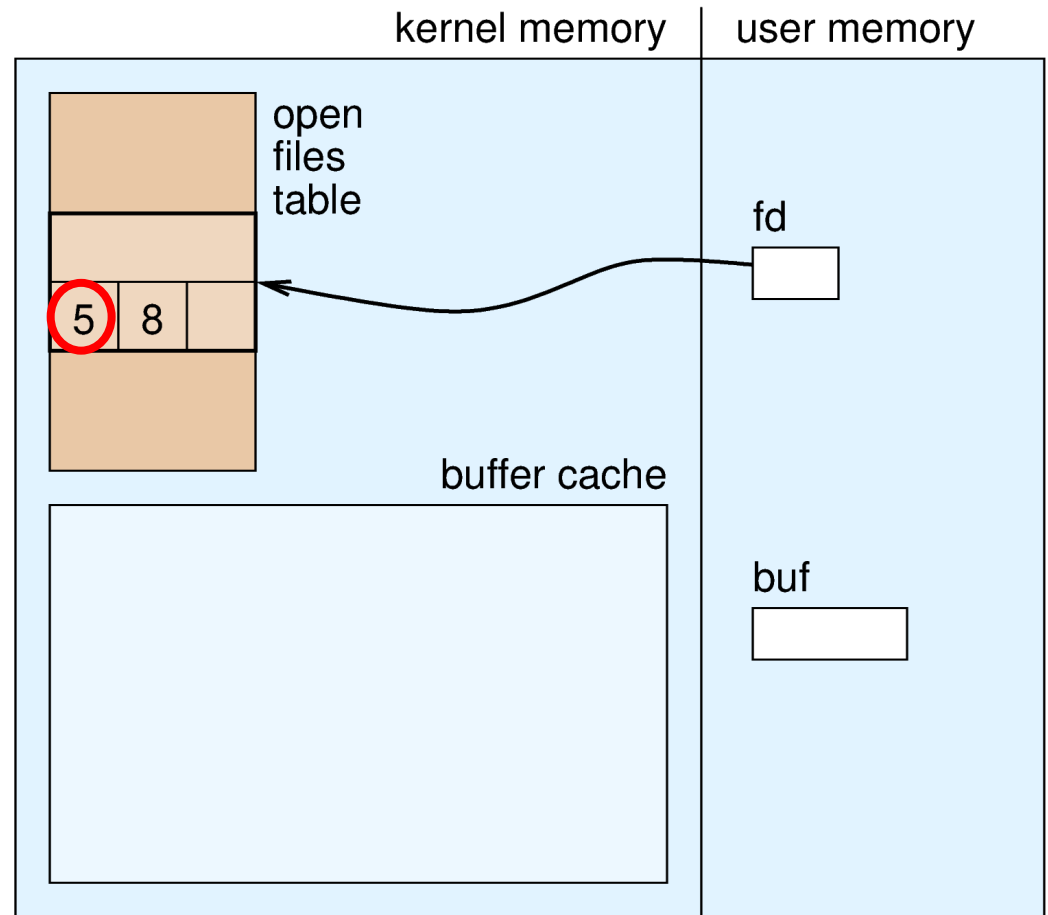 kernel memory
user memory
open
files
table
fd
5 8
buffer cache
buf